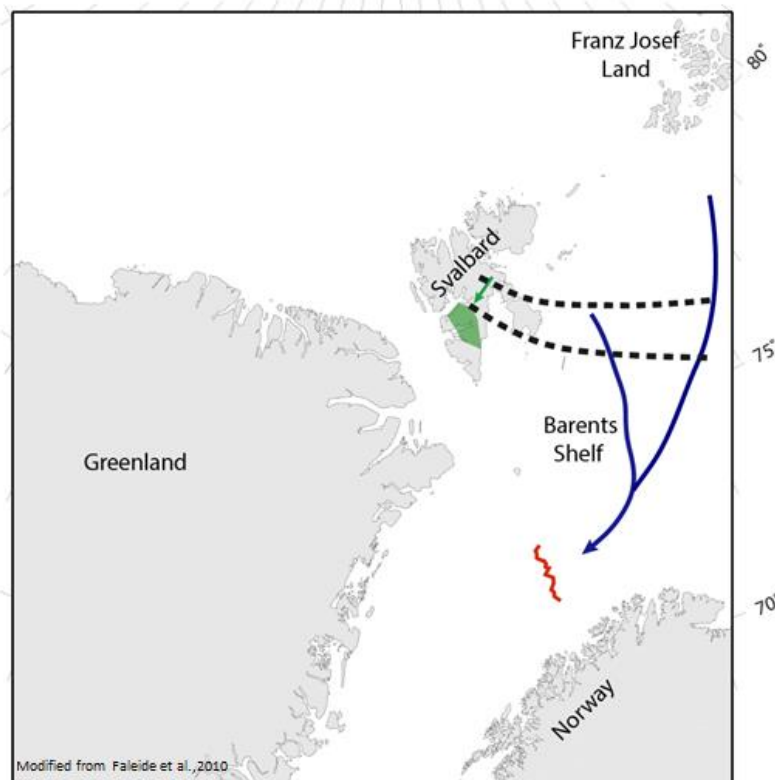 Franz Josef
Land
80°
Svalbard
75°
Barents
Shelf
Greenland
70°
Norway
Modified from Faleide et al.,2010